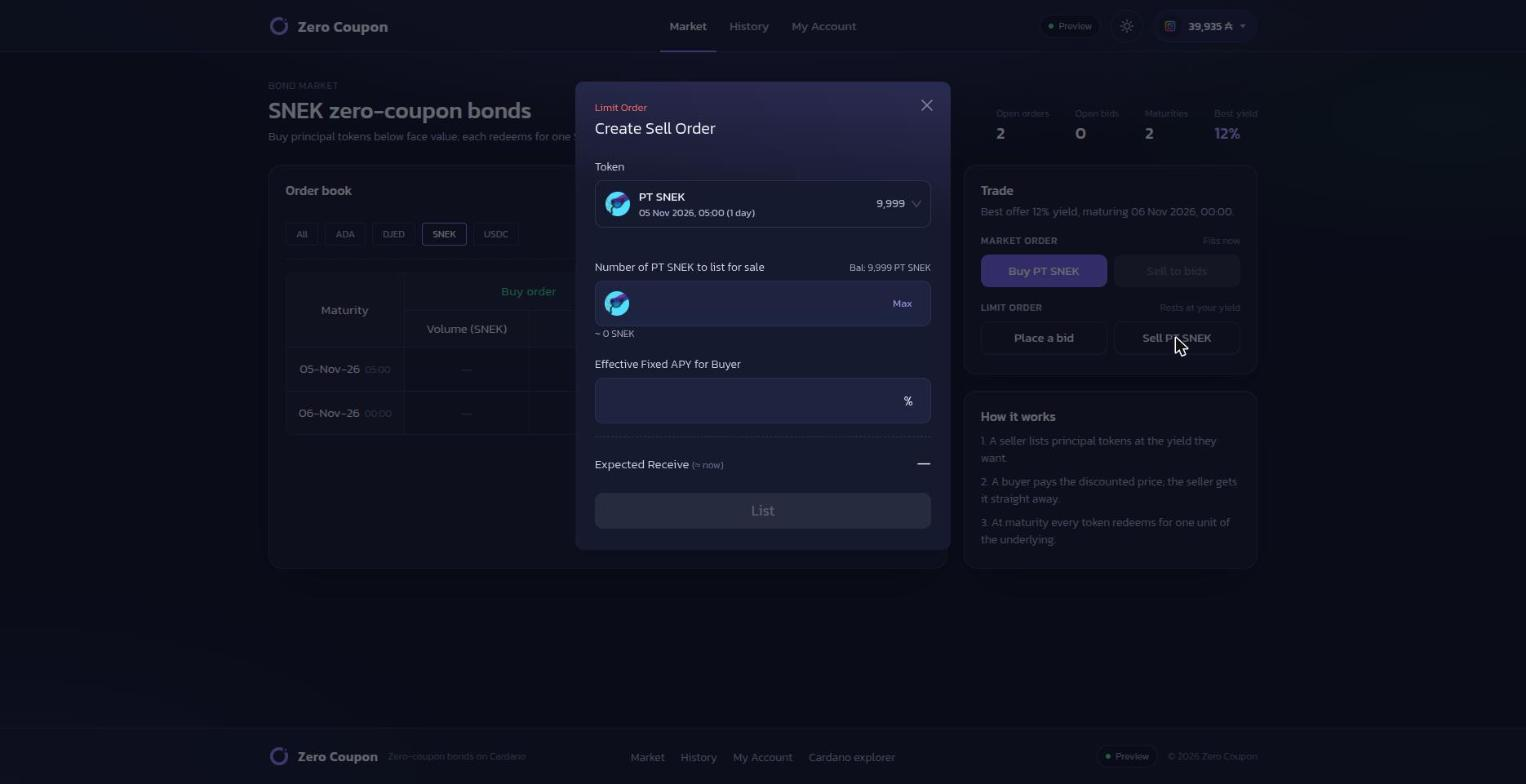 Zero Coupon
Market
History
My Account
Preview
39,935 ₳
BOND MARKET
SNEK zero-coupon bonds
Buy principal tokens below face value; each redeems for one S
Open orders
2
Open bids
0
Maturities
2
Best yield
12%
Order book
All
ADA
DJED
SNEK
USDC
Maturity
Buy order
Volume (SNEK)
05-Nov-26 05:00
—
06-Nov-26 00:00
—
Limit Order
Create Sell Order
Token
PT SNEK
05 Nov 2026, 05:00 (1 day)
9,999
Number of PT SNEK to list for sale
Bal: 9,999 PT SNEK
Max
~ 0 SNEK
Effective Fixed APY for Buyer
%
Expected Receive (≈ now)
—
List
Trade
Best offer 12% yield, maturing 06 Nov 2026, 00:00.
MARKET ORDER
Fills now
Buy PT SNEK
Sell to bids
LIMIT ORDER
Rests at your yield
Place a bid
Sell PT SNEK
How it works
1. A seller lists principal tokens at the yield they
want.
2. A buyer pays the discounted price; the seller gets
it straight away.
3. At maturity every token redeems for one unit of
the underlying.
Zero Coupon
Zero-coupon bonds on Cardano
Market
History
My Account
Cardano explorer
Preview
© 2026 Zero Coupon